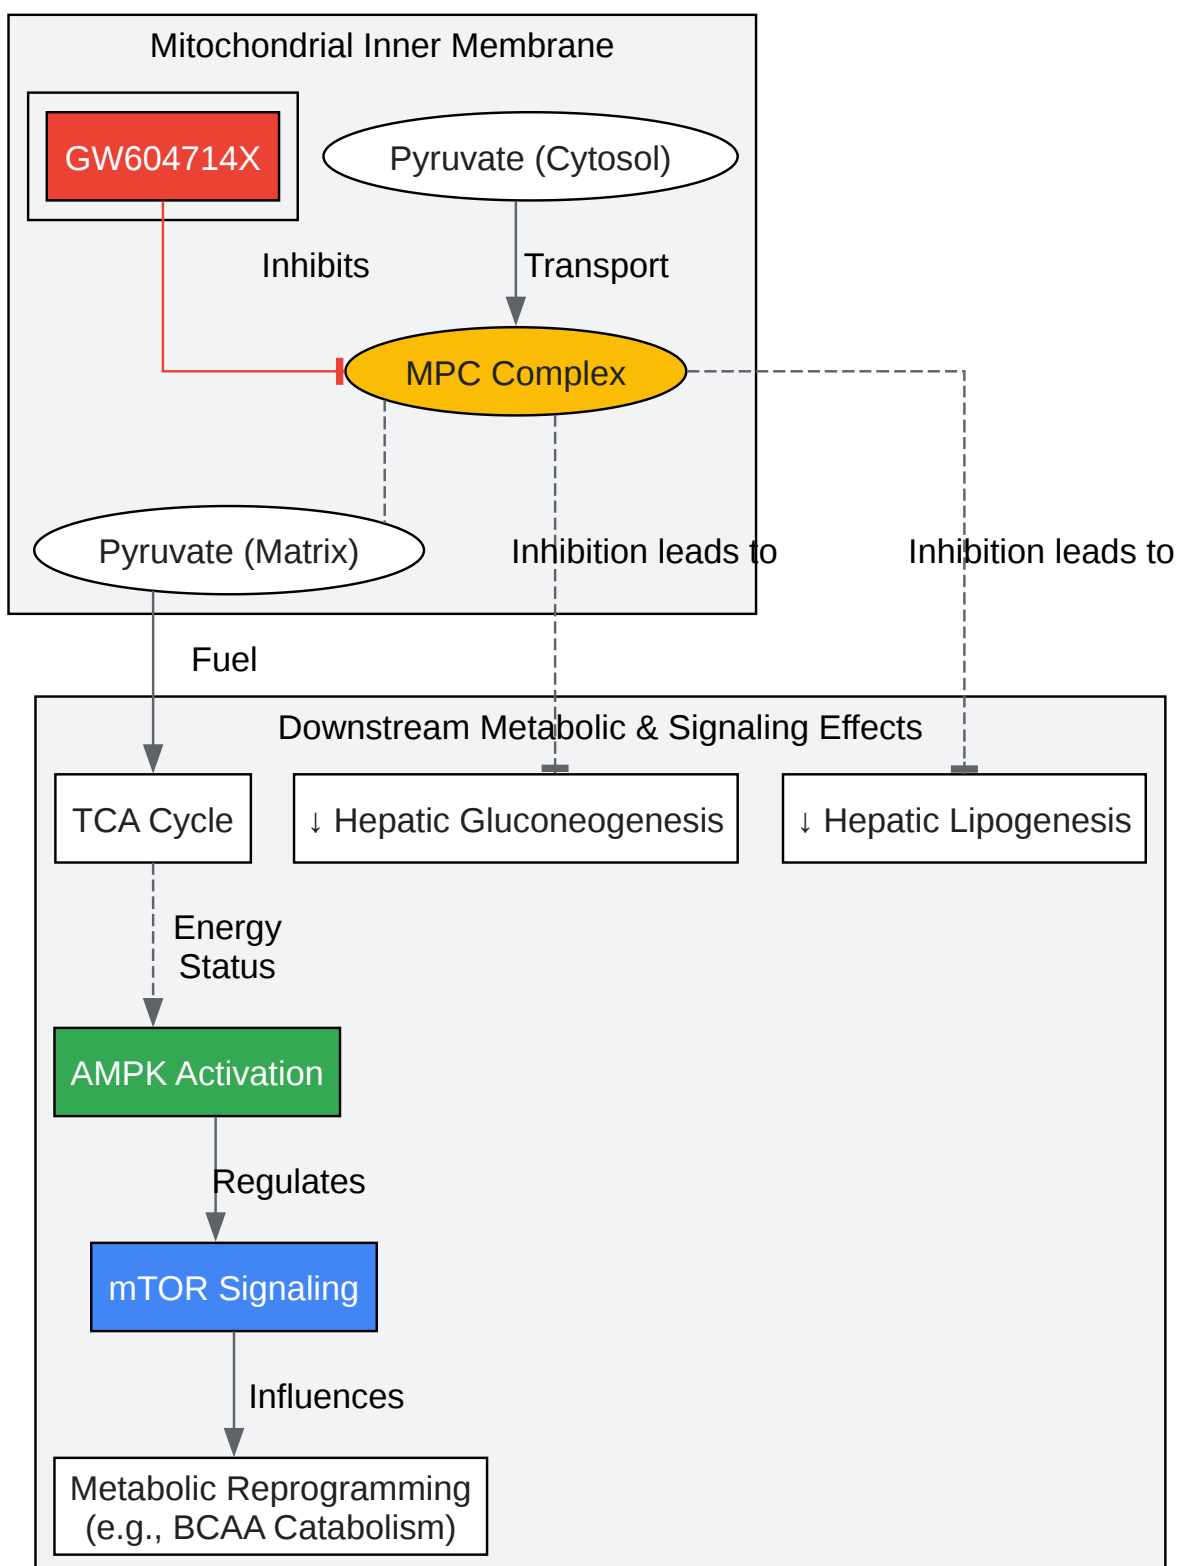 Mitochondrial Inner Membrane
GW604714X
Pyruvate (Cytosol)
Inhibits
Transport
MPC Complex
Pyruvate (Matrix)
Inhibition leads to
Inhibition leads to
Fuel
Downstream Metabolic & Signaling Effects
TCA Cycle
↓ Hepatic Gluconeogenesis
↓ Hepatic Lipogenesis
Energy
Status
AMPK Activation
Regulates
mTOR Signaling
Influences
Metabolic Reprogramming
(e.g., BCAA Catabolism)